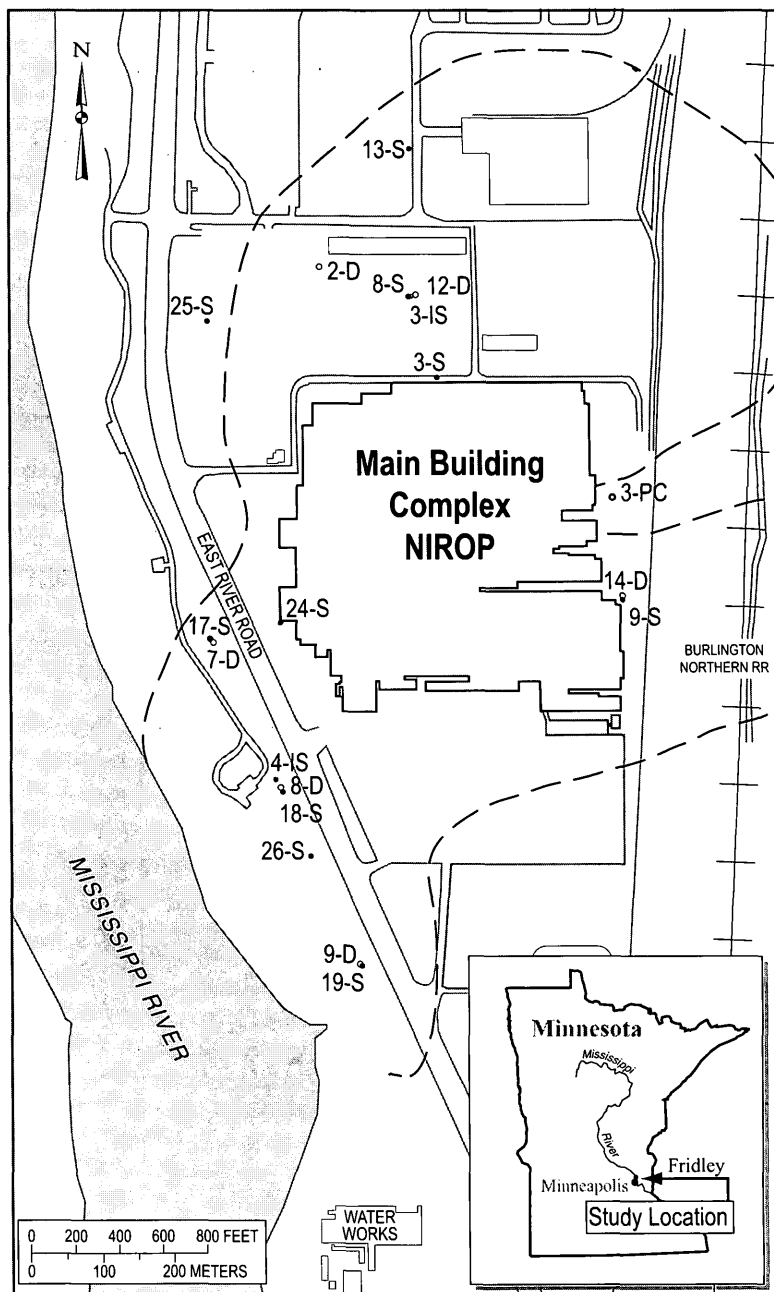 N
13-S
2-D
8-S
12-D
3-IS
25-S
3-S
Main Building
Complex
NIROP
3-PC
14-D
9-S
EAST RIVER ROAD
24-S
17-S
7-D
BURLINGTON
NORTHERN RR
4-IS
8-D
18-S
26-S
MISSISSIPPI RIVER
9-D
19-S
Minnesota
Mississippi
River
Fridley
Minneapolis
Study Location
WATER
WORKS
0 200 400 600 800 FEET
0 100 200 METERS